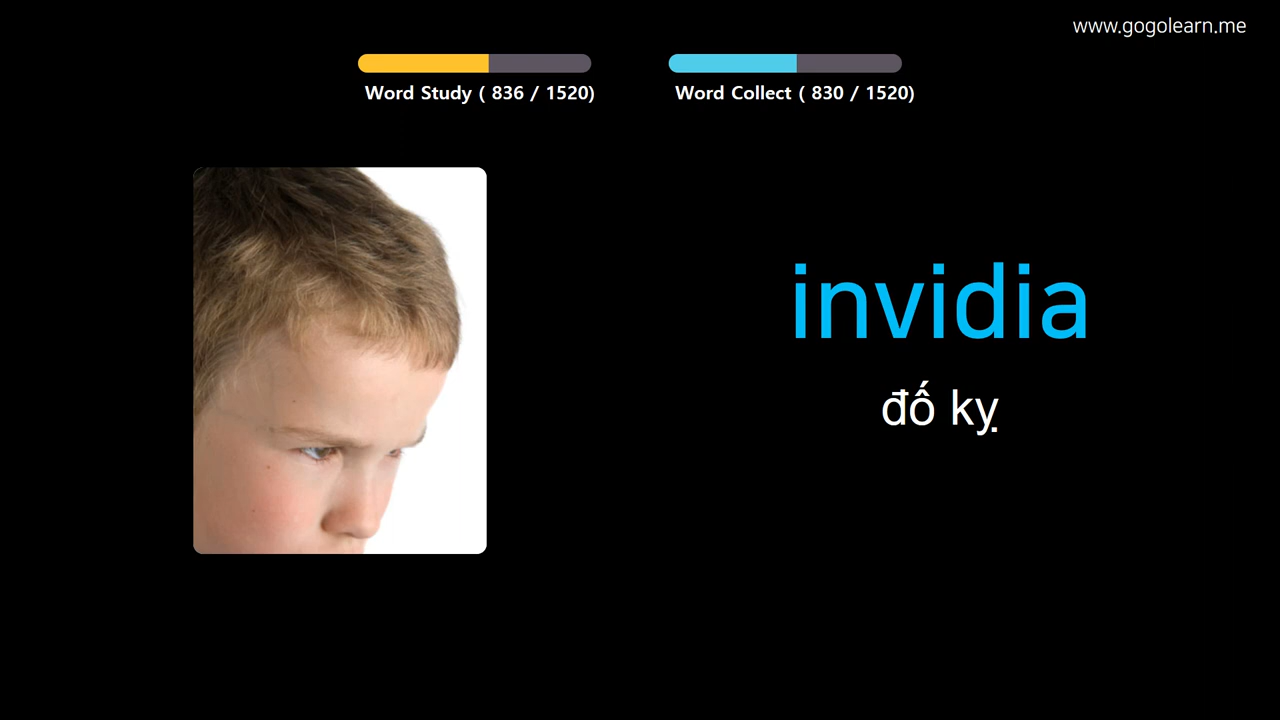 www.gogolearn.me
Word Study ( 836 / 1520)
Word Collect ( 830 / 1520)
invidia
đố kỵ